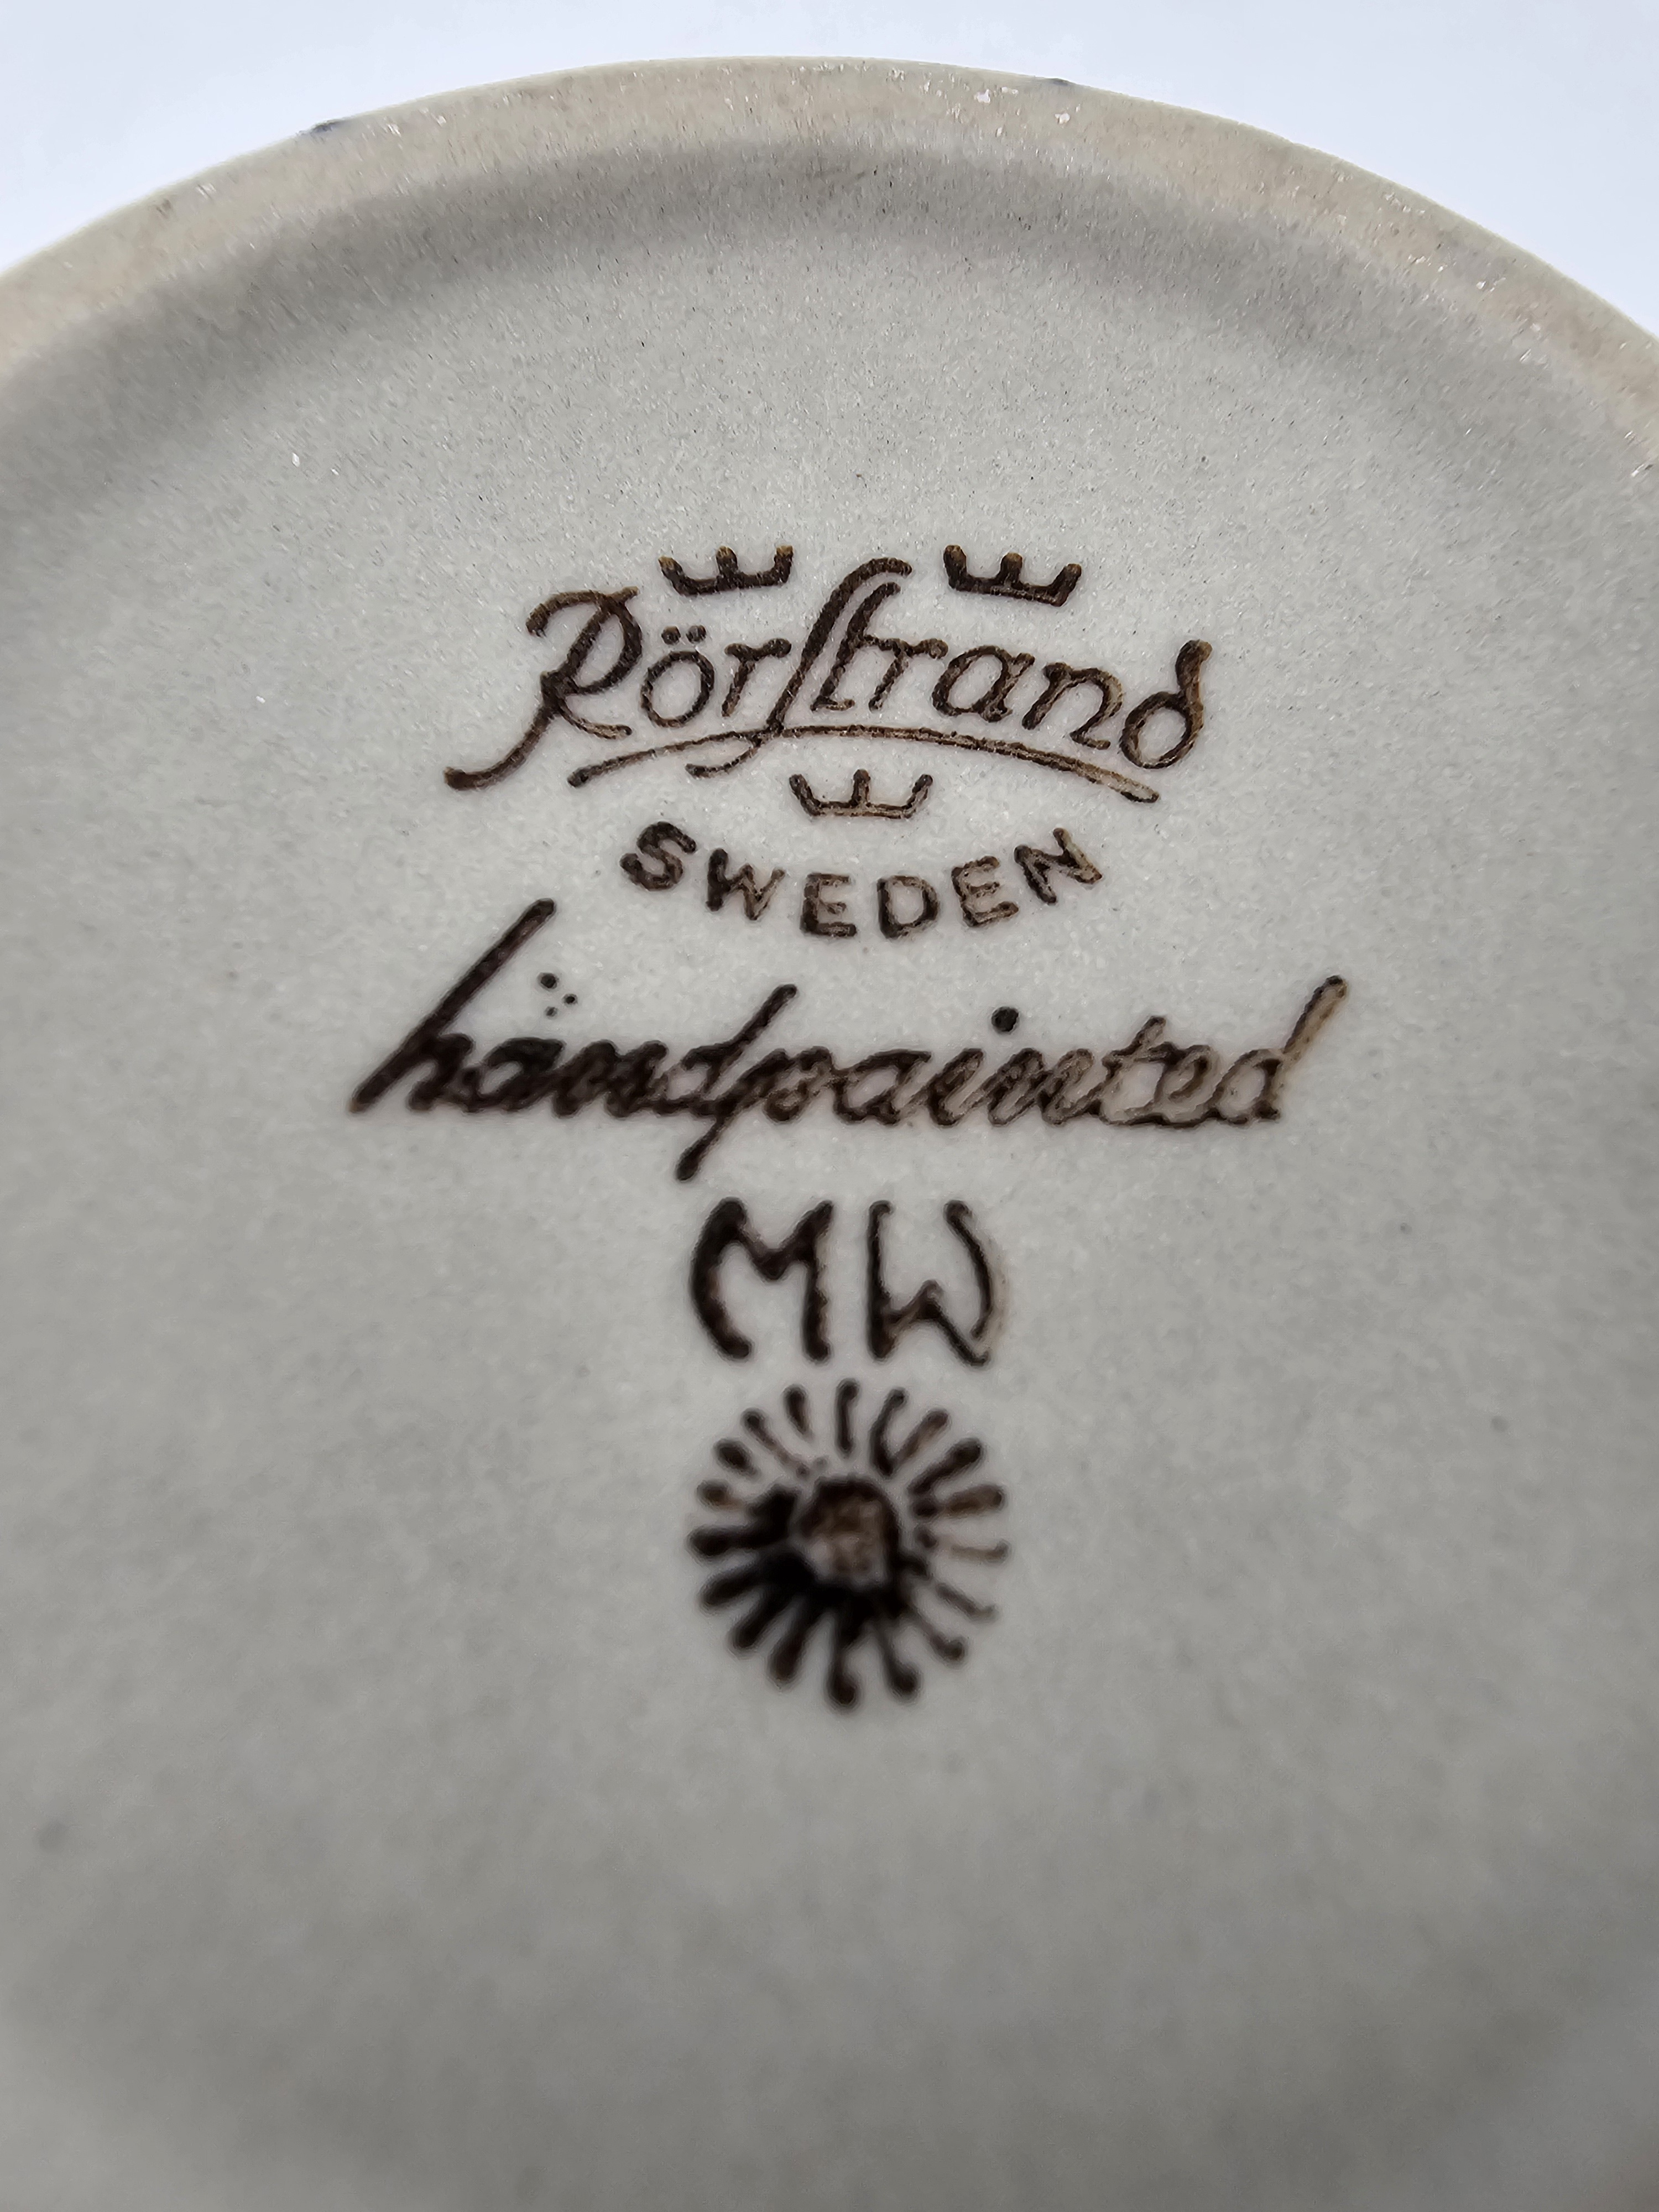 Rörstrand
SWEDEN
handpainted
MW